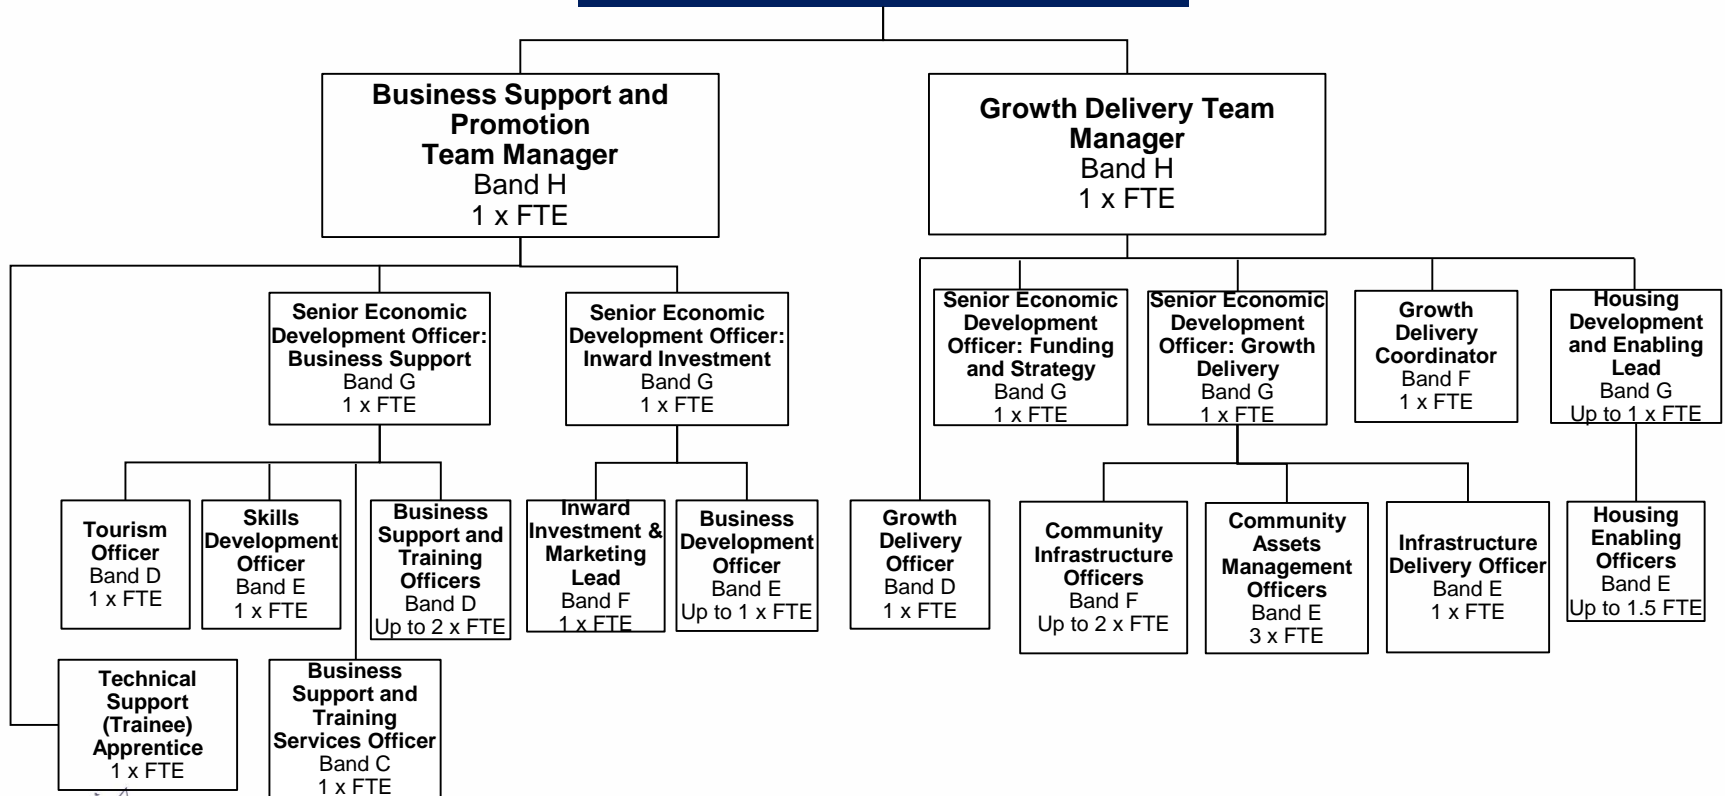 Business Support and
Promotion
Team Manager
Band H
1 x FTE
Growth Delivery Team
Manager
Band H
1 x FTE
Senior Economic
Development Officer:
Business Support
Band G
1 x FTE
Senior Economic
Development Officer:
Inward Investment
Band G
1 x FTE
Senior Economic
Development
Officer: Funding
and Strategy
Band G
1 x FTE
Senior Economic
Development
Officer: Growth
Delivery
Band G
1 x FTE
Growth
Delivery
Coordinator
Band F
1 x FTE
Housing
Development
and Enabling
Lead
Band G
Up to 1 x FTE
Tourism
Officer
Band D
1 x FTE
Skills
Development
Officer
Band E
1 x FTE
Business
Support and
Training
Officers
Band D
Up to 2 x FTE
Inward
Investment &
Marketing
Lead
Band F
1 x FTE
Business
Development
Officer
Band E
Up to 1 x FTE
Growth
Delivery
Officer
Band D
1 x FTE
Community
Infrastructure
Officers
Band F
Up to 2 x FTE
Community
Assets
Management
Officers
Band E
3 x FTE
Infrastructure
Delivery Officer
Band E
1 x FTE
Housing
Enabling
Officers
Band E
Up to 1.5 FTE
Technical
Support
(Trainee)
Apprentice
1 x FTE
Business
Support and
Training
Services Officer
Band C
1 x FTE